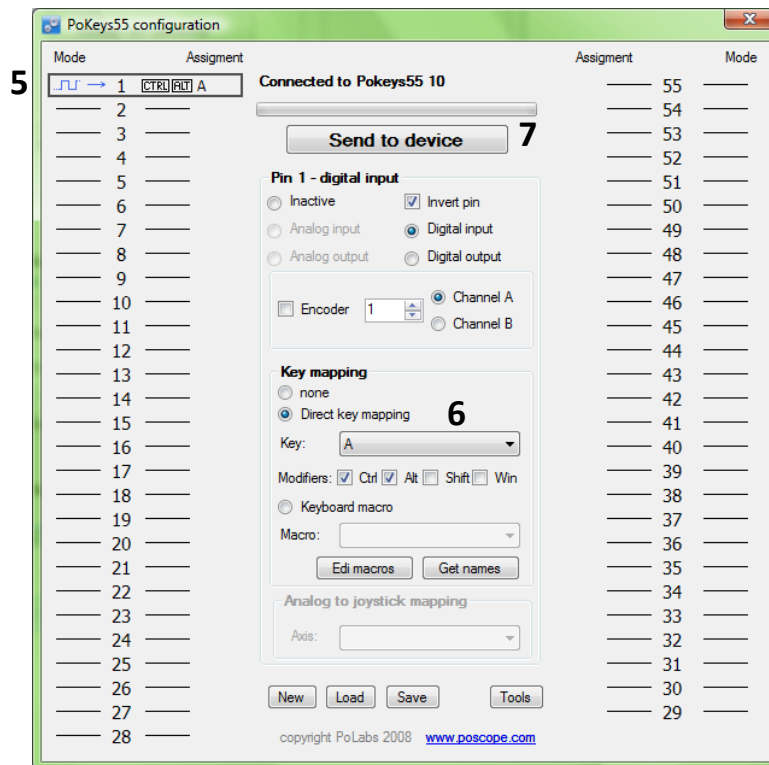 PoKeys55 configuration
Mode Assigment Assigment Mode
5 1 CTRL ALT A Connected to Pokeys55 10 55
2 54
3 Send to device 7 53
4 52
5 Pin 1 - digital input 51
6 Inactive Invert pin 50
7 Analog input Digital input 49
8 Analog output Digital output 48
9 47
10 Encoder 1 Channel A 46
11 Channel B 45
12 44
13 Key mapping 43
14 none 42
15 Direct key mapping 6 41
16 Key: A 40
17 Modifiers: Ctrl Alt Shift Win 39
18 38
19 Keyboard macro 37
20 Macro: 36
21 Edi macros Get names 35
22 Analog to joystick mapping 34
23 33
24 Axis: 32
25 31
26 New Load Save Tools 30
27 29
28 copyright PoLabs 2008 www.poscope.com